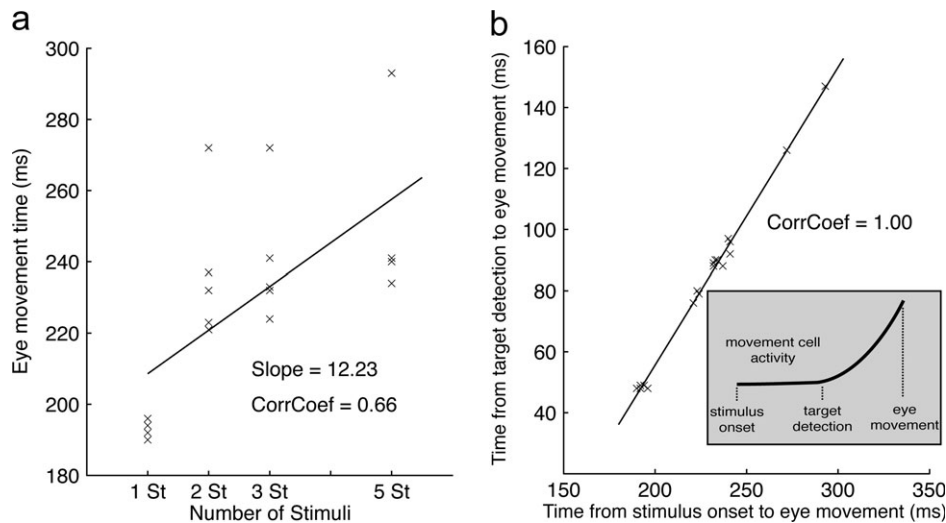 a
300
280
260
240
220
200
180
Eye movement time (ms)
Slope = 12.23
CorrCoef = 0.66
1 St
2 St
3 St
5 St
Number of Stimuli
b
160
140
120
100
80
60
40
Time from target detection to eye movement (ms)
CorrCoef = 1.00
movement cell
activity
stimulus
onset
target
detection
eye
movement
150
200
250
300
350
Time from stimulus onset to eye movement (ms)